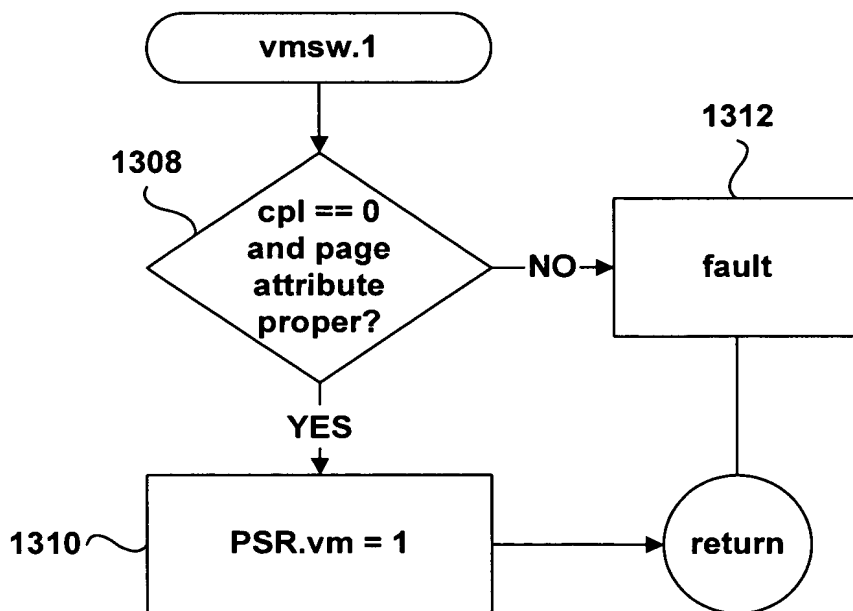 vmsw.1
1312
1308
cpl == 0
and page
attribute
proper?
NO
fault
YES
1310
PSR.vm = 1
return